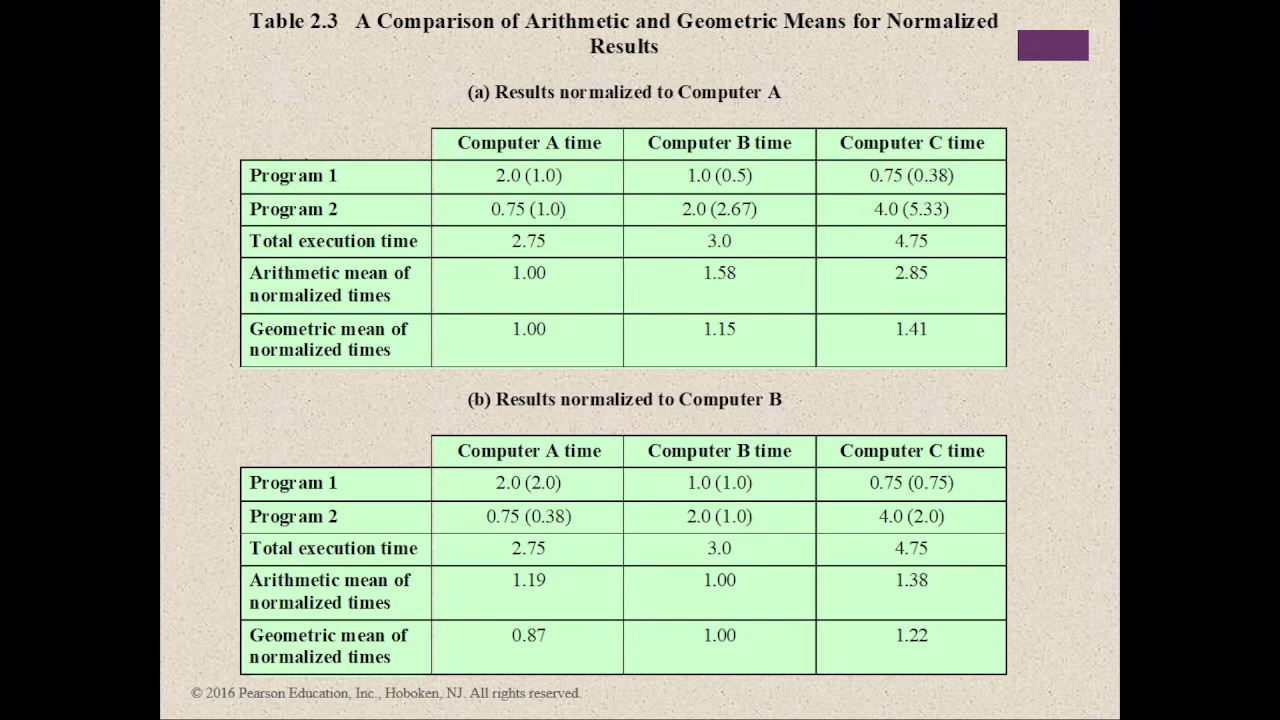 Table 2.3 A Comparison of Arithmetic and Geometric Means for Normalized
Results
(a) Results normalized to Computer A
Computer A time Computer B time Computer C time
Program 1 2.0 (1.0) 1.0 (0.5) 0.75 (0.38)
Program 2 0.75 (1.0) 2.0 (2.67) 4.0 (5.33)
Total execution time 2.75 3.0 4.75
Arithmetic mean of 1.00 1.58 2.85
normalized times
Geometric mean of 1.00 1.15 1.41
normalized times
(b) Results normalized to Computer B
Computer A time Computer B time Computer C time
Program 1 2.0 (2.0) 1.0 (1.0) 0.75 (0.75)
Program 2 0.75 (0.38) 2.0 (1.0) 4.0 (2.0)
Total execution time 2.75 3.0 4.75
Arithmetic mean of 1.19 1.00 1.38
normalized times
Geometric mean of 0.87 1.00 1.22
normalized times
© 2016 Pearson Education, Inc., Hoboken, NJ. All rights reserved.